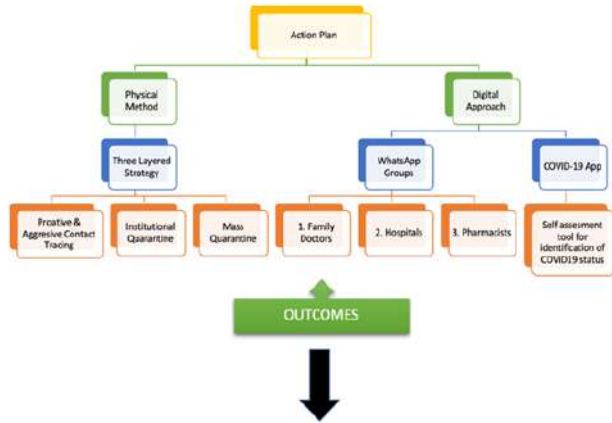 Action Plan
Physical
Method
Digital
Approach
Three Layered
Strategy
WhatsApp
Groups
COVID-19 App
Proative &
Aggresive Contact
Tracing
Institutional
Quarantine
Mass
Quarantine
1. Family
Doctors
2. Hospitals
3. Pharmacists
Self assesment
tool for
identification of
COVID19 status
OUTCOMES